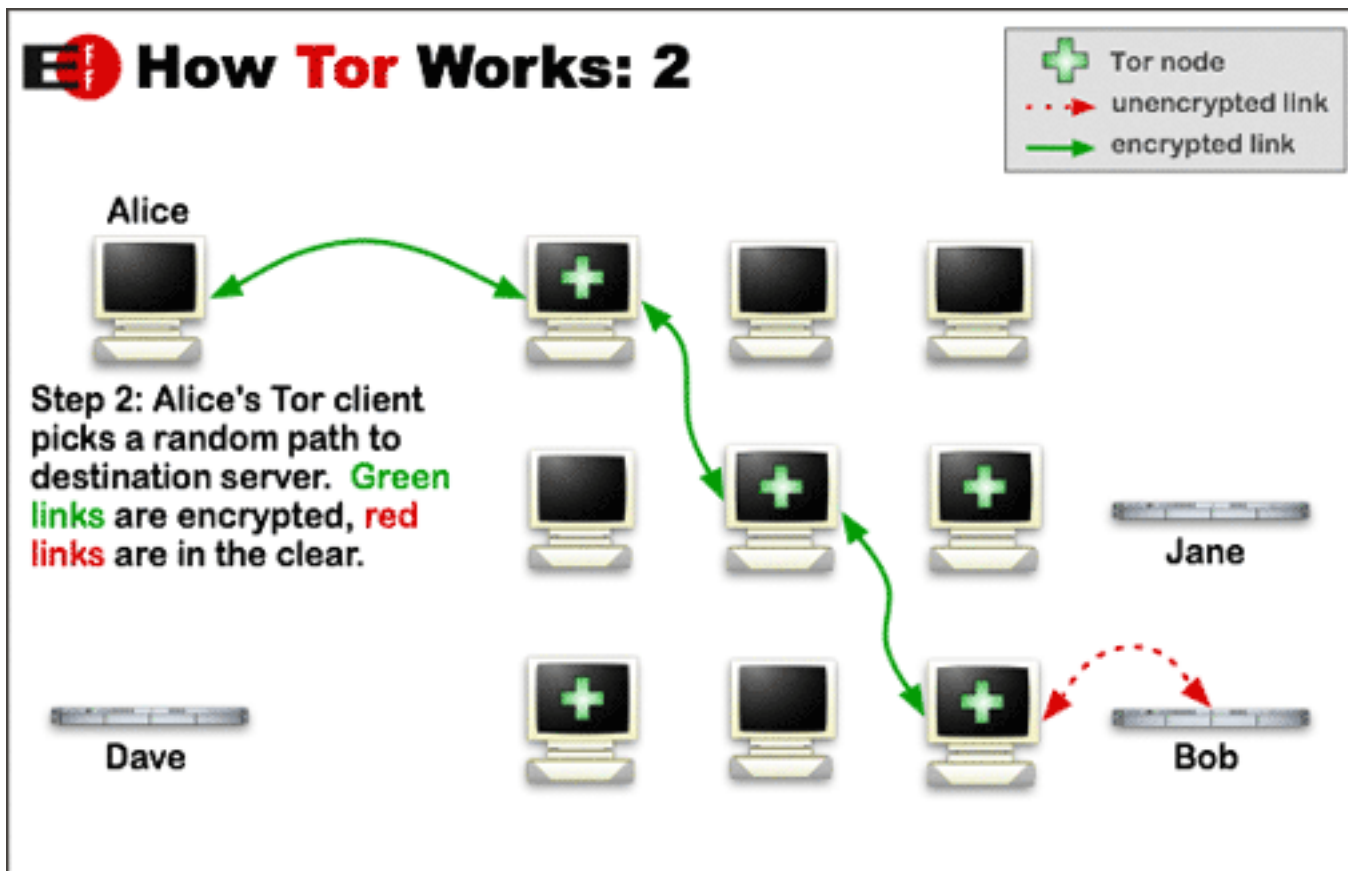 EFF How Tor Works: 2
Tor node
unencrypted link
encrypted link
Alice
Step 2: Alice's Tor client
picks a random path to
destination server. Green
links are encrypted, red
links are in the clear.
Jane
Dave
Bob